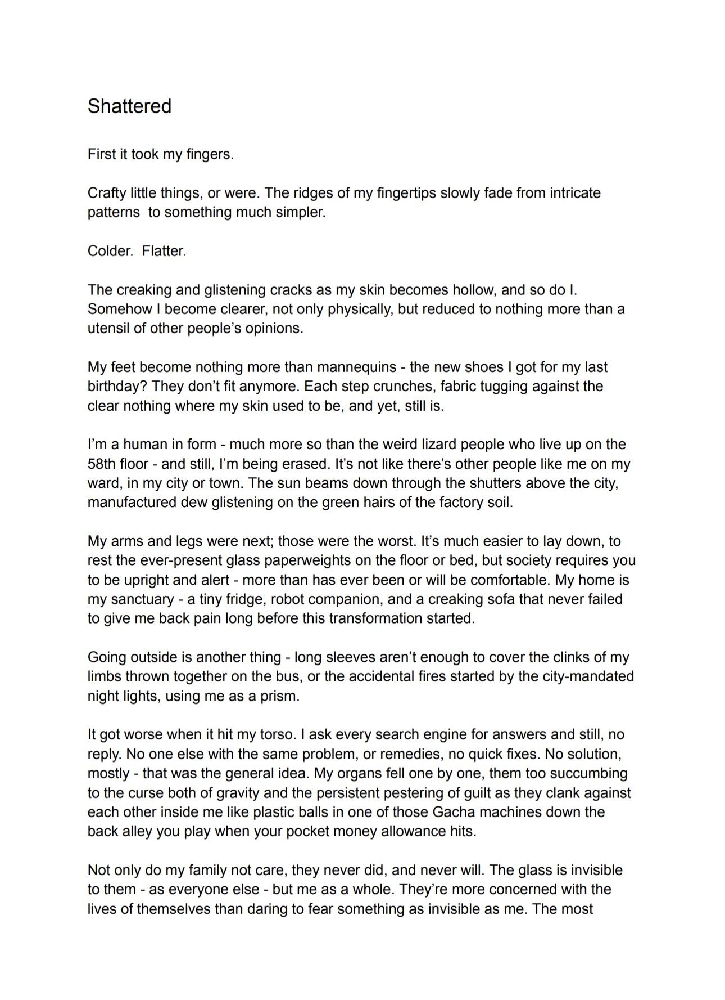 Shattered
First it took my fingers.
Crafty little things, or were. The ridges of my fingertips slowly fade from intricate
patterns  to something much simpler.
Colder.  Flatter.
The creaking and glistening cracks as my skin becomes hollow, and so do I.
Somehow I become clearer, not only physically, but reduced to nothing more than a
utensil of other people’s opinions.
My feet become nothing more than mannequins - the new shoes I got for my last
birthday? They don’t fit anymore. Each step crunches, fabric tugging against the
clear nothing where my skin used to be, and yet, still is.
I’m a human in form - much more so than the weird lizard people who live up on the
58th floor - and still, I’m being erased. It’s not like there’s other people like me on my
ward, in my city or town. The sun beams down through the shutters above the city,
manufactured dew glistening on the green hairs of the factory soil.
My arms and legs were next; those were the worst. It’s much easier to lay down, to
rest the ever-present glass paperweights on the floor or bed, but society requires you
to be upright and alert - more than has ever been or will be comfortable. My home is
my sanctuary - a tiny fridge, robot companion, and a creaking sofa that never failed
to give me back pain long before this transformation started.
Going outside is another thing - long sleeves aren’t enough to cover the clinks of my
limbs thrown together on the bus, or the accidental fires started by the city-mandated
night lights, using me as a prism.
It got worse when it hit my torso. I ask every search engine for answers and still, no
reply. No one else with the same problem, or remedies, no quick fixes. No solution,
mostly - that was the general idea. My organs fell one by one, them too succumbing
to the curse both of gravity and the persistent pestering of guilt as they clank against
each other inside me like plastic balls in one of those Gacha machines down the
back alley you play when your pocket money allowance hits.
Not only do my family not care, they never did, and never will. The glass is invisible
to them - as everyone else - but me as a whole. They’re more concerned with the
lives of themselves than daring to fear something as invisible as me. The most